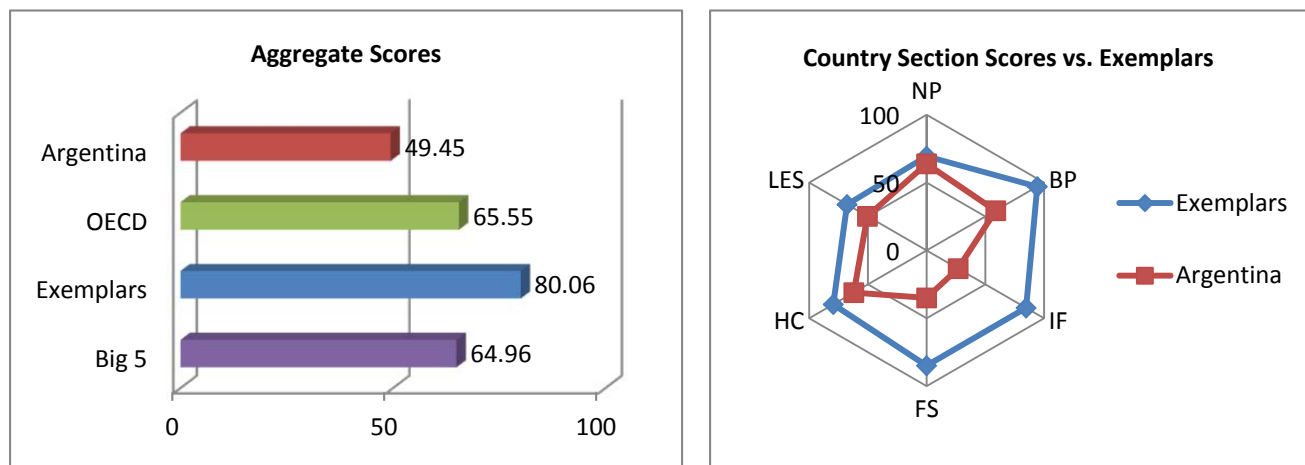 Aggregate Scores
Argentina
49.45
OECD
65.55
Exemplars
80.06
Big 5
64.96
0
50
100
Country Section Scores vs. Exemplars
NP
100
LES
50
BP
0
HC
IF
FS
Exemplars
Argentina